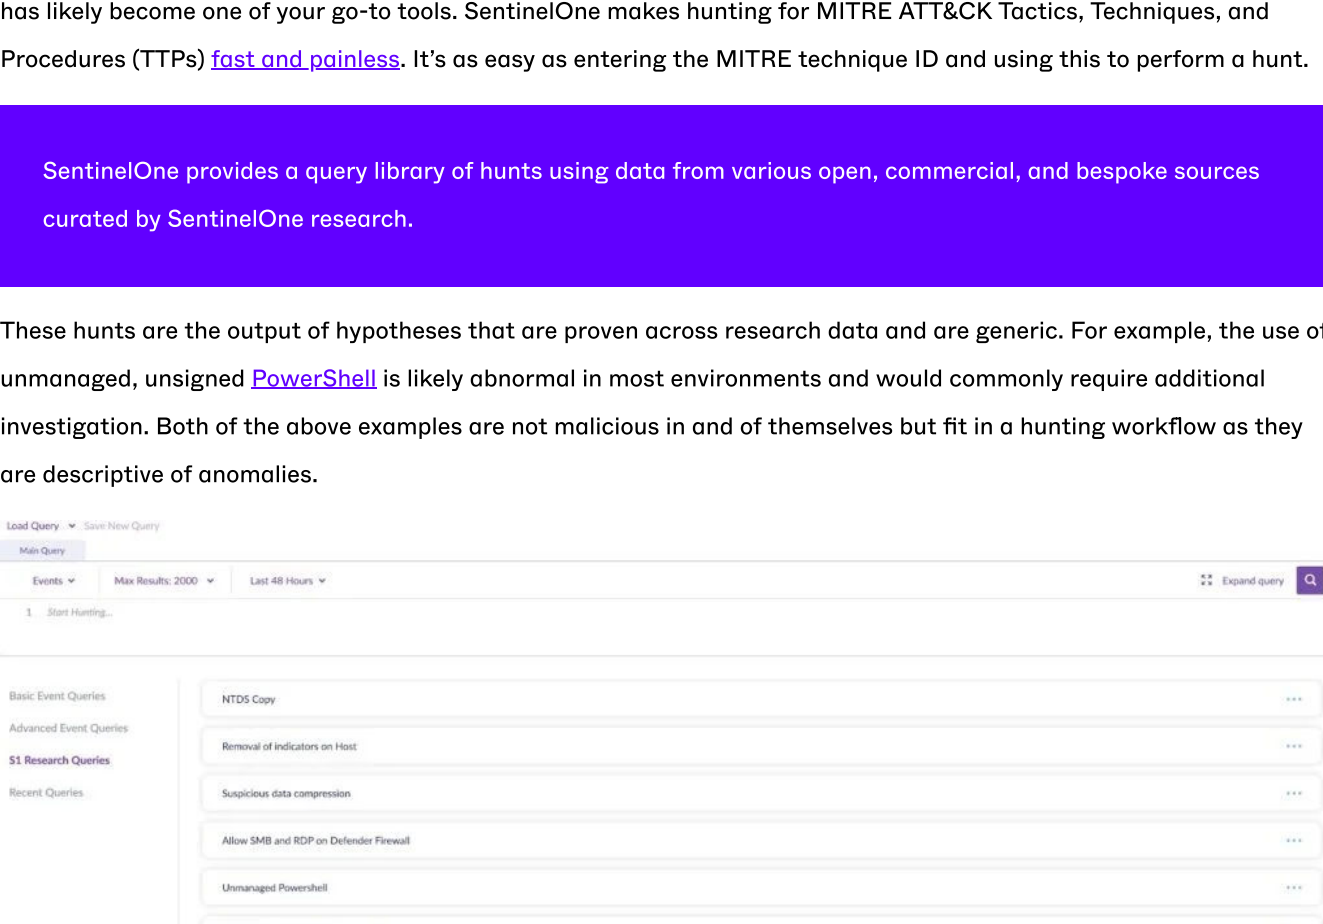 has likely become one of your go-to tools. SentinelOne makes hunting for MITRE ATT&CK Tactics, Techniques, and
Procedures (TTPs) fast and painless. It’s as easy as entering the MITRE technique ID and using this to perform a hunt.
SentinelOne provides a query library of hunts using data from various open, commercial, and bespoke sources
curated by SentinelOne research.
These hunts are the output of hypotheses that are proven across research data and are generic. For example, the use of
unmanaged, unsigned PowerShell is likely abnormal in most environments and would commonly require additional
investigation. Both of the above examples are not malicious in and of themselves but fit in a hunting workflow as they
are descriptive of anomalies.
Load Query Save New Query
Main Query
Events Max Results: 2000 Last 48 Hours Expand query
1 Start Hunting...
Basic Event Queries
NTDS Copy
Advanced Event Queries
Removal of indicators on Host
S1 Research Queries
Recent Queries
Suspicious data compression
Allow SMB and RDP on Defender Firewall
Unmanaged Powershell